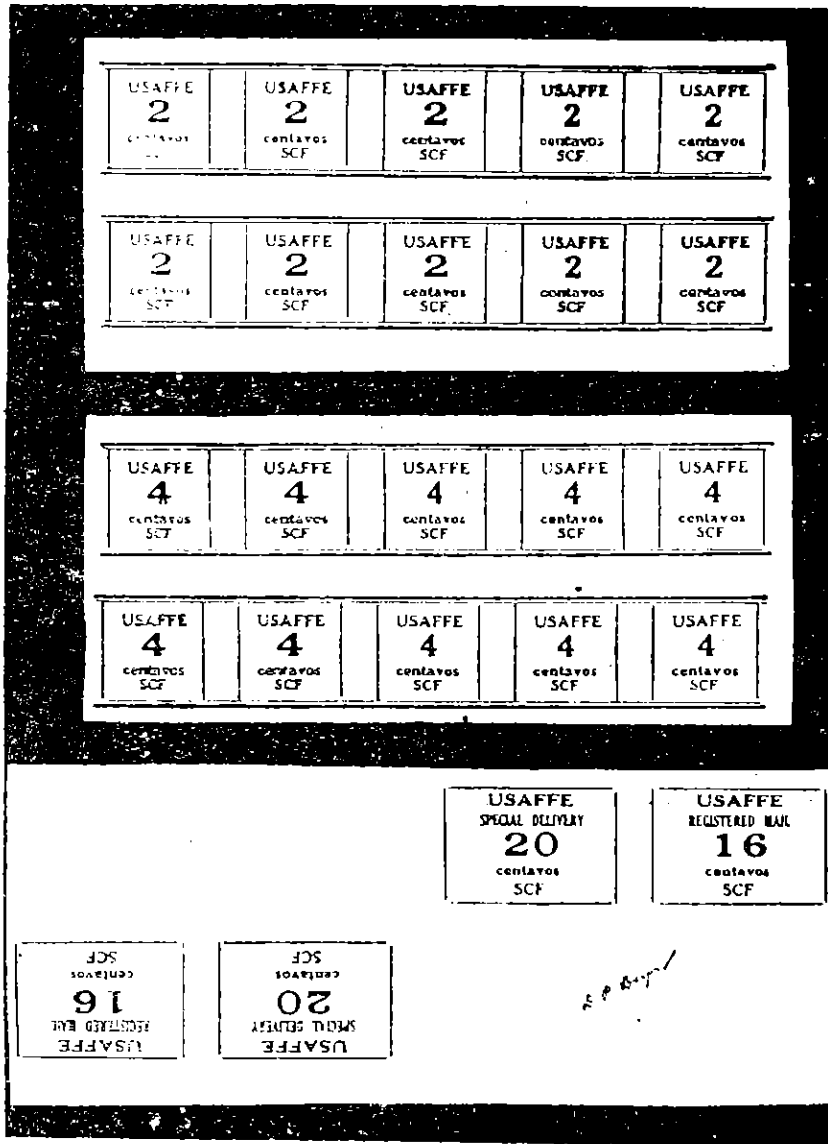 USAFFE USAFFE USAFFE USAFFE USAFFE
2 2 2 2 2
centavos centavos centavos centavos centavos
SCF SCF SCF SCF
USAFFE USAFFE USAFFE USAFFE USAFFE
2 2 2 2 2
centavos centavos centavos centavos centavos
SCF SCF SCF SCF SCF
USAFFE USAFFE USAFFE USAFFE USAFFE
4 4 4 4 4
centavos centavos centavos centavos centavos
SCF SCF SCF SCF SCF
USAFFE USAFFE USAFFE USAFFE USAFFE
4 4 4 4 4
centavos centavos centavos centavos centavos
SCF SCF SCF SCF SCF
USAFFE USAFFE
SPECIAL DELIVERY REGISTERED MAIL
20 16
centavos centavos
SCF SCF
USAFFE USAFFE
REGISTERED MAIL SPECIAL DELIVERY
16 20
centavos centavos
SCF SCF